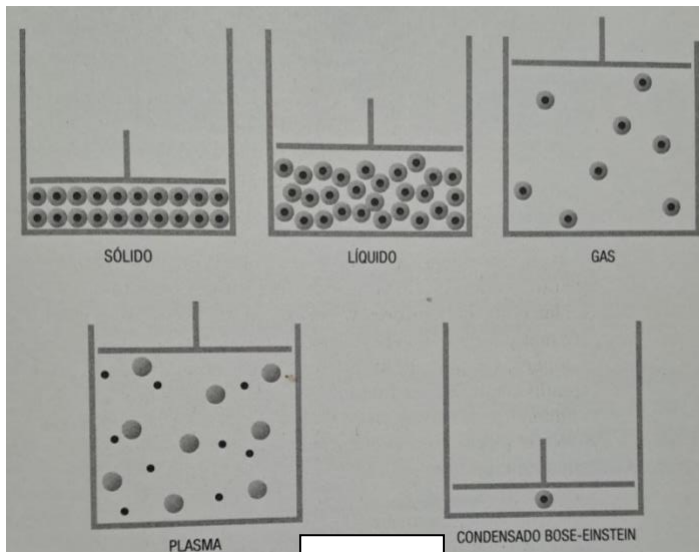 SÓLIDO
LÍQUIDO
GAS
PLASMA
CONDENSADO BOSE-EINSTEIN